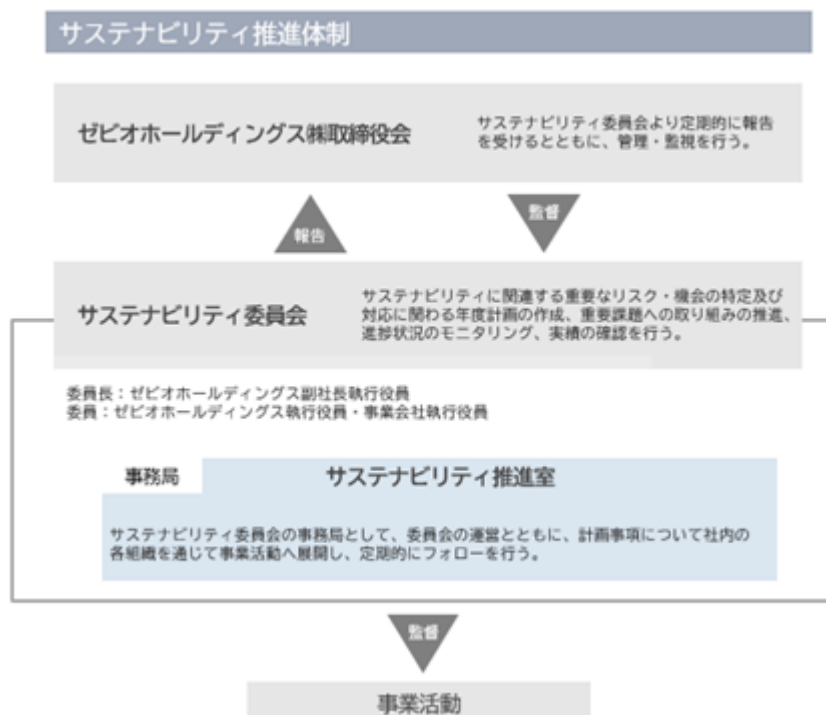 サステナビリティ推進体制
ゼビオホールディングス㈱取締役会
サステナビリティ委員会より定期的に報告
を受けるとともに、管理・監視を行う。
報告
監督
サステナビリティ委員会
サステナビリティに関連する重要なリスク・機会の特定及び
対応に関わる年度計画の作成、重要課題への取り組みの推進、
進捗状況のモニタリング、実績の確認を行う。
委員長：ゼビオホールディングス副社長執行役員
委員：ゼビオホールディングス執行役員・事業会社執行役員
事務局
サステナビリティ推進室
サステナビリティ委員会の事務局として、委員会の運営とともに、計画事項について社内の
各組織を通じて事業活動へ展開し、定期的にフォローを行う。
監督
事業活動